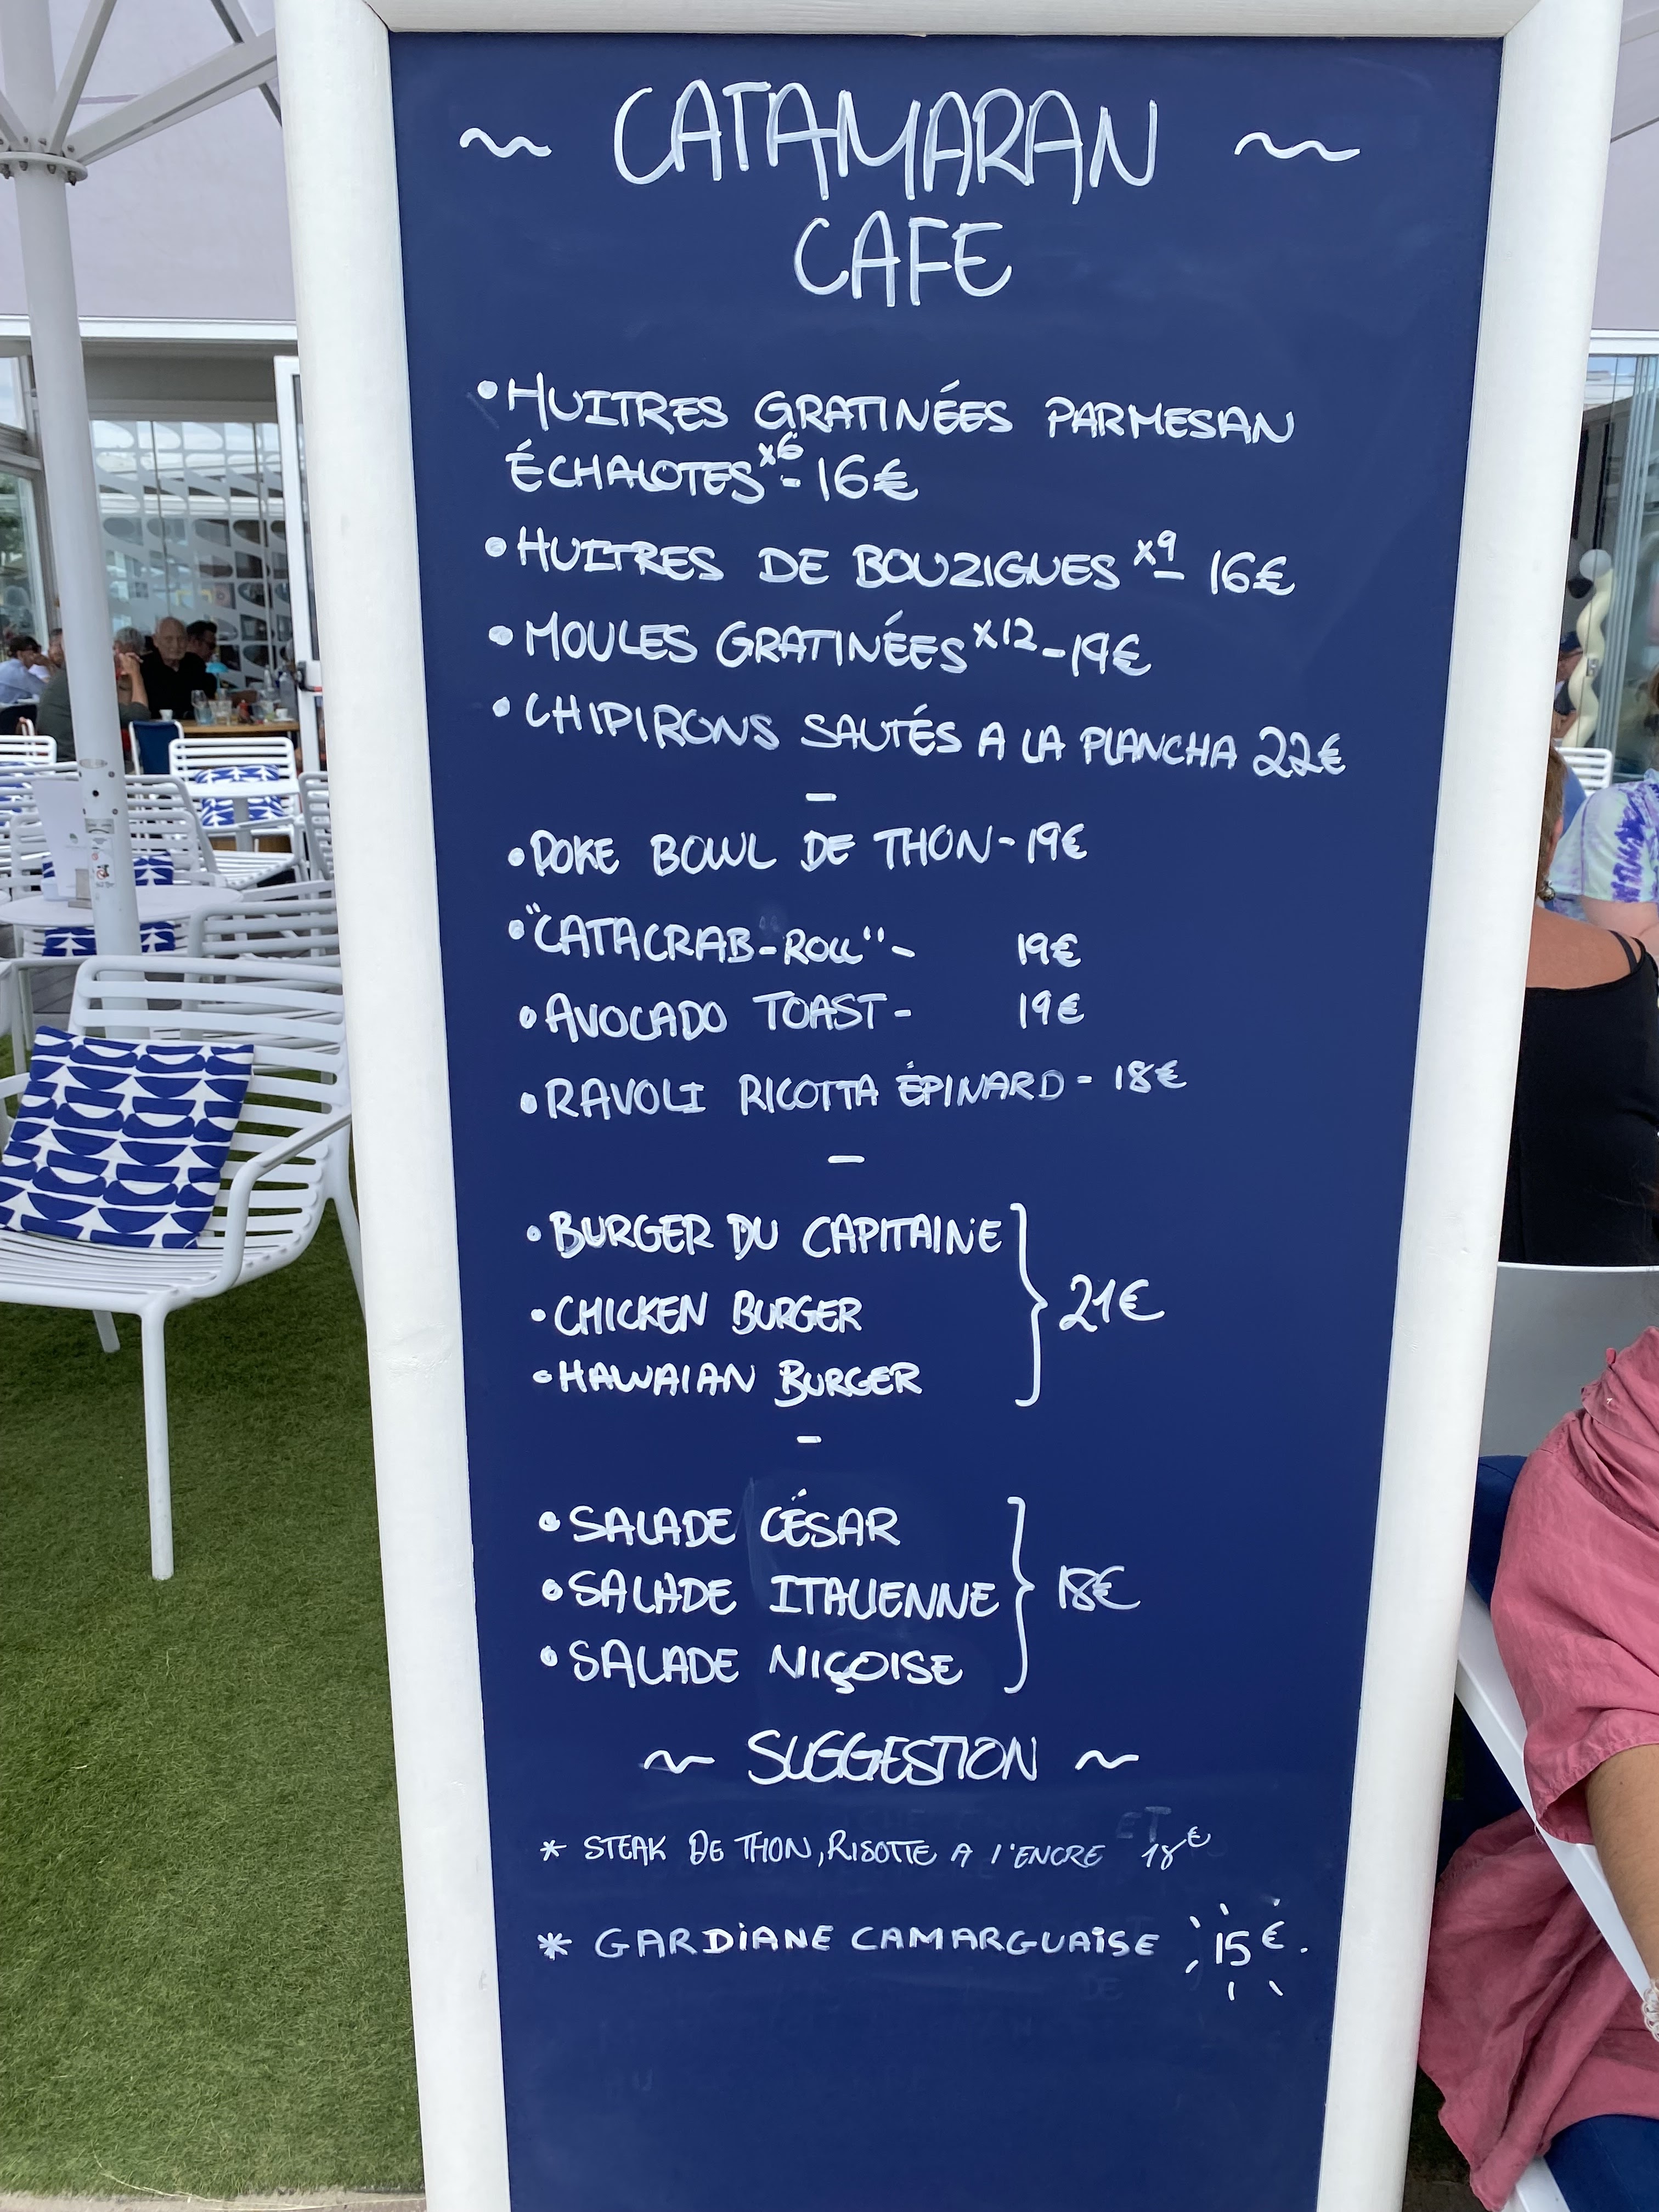 ~ CATAMARAN ~
CAFE
• HUITRES GRATINÉES PARMESAN
ÉCHALOTES x6 - 16€
• HUITRES DE BOUZIGUES x9 - 16€
• MOULES GRATINÉES x12 - 19€
• CHIPIRONS SAUTÉS A LA PLANCHA 22€
-
• POKE BOWL DE THON - 19€
• "CATACRAB-ROLL" - 19€
• AVOCADO TOAST - 19€
• RAVOLI RICOTTA ÉPINARD - 18€
-
• BURGER DU CAPITAINE
• CHICKEN BURGER } 21€
• HAWAIAN BURGER
-
• SALADE CÉSAR
• SALADE ITALIENNE } 18€
• SALADE NIÇOISE
~ SUGGESTION ~
* STEAK DE THON, RISOTTE A L'ENCRE 18€
* GARDIANE CAMARGUAISE 15€.